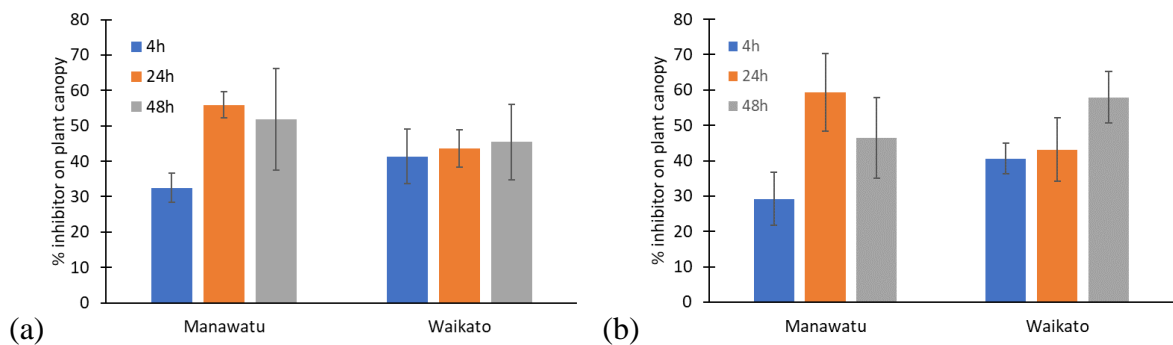 % inhibitor on plant canopy
80
70
60
50
40
30
20
10
0
4h
24h
48h
Manawatu
Waikato
(a)
% inhibitor on plant canopy
80
70
60
50
40
30
20
10
0
4h
24h
48h
Manawatu
Waikato
(b)